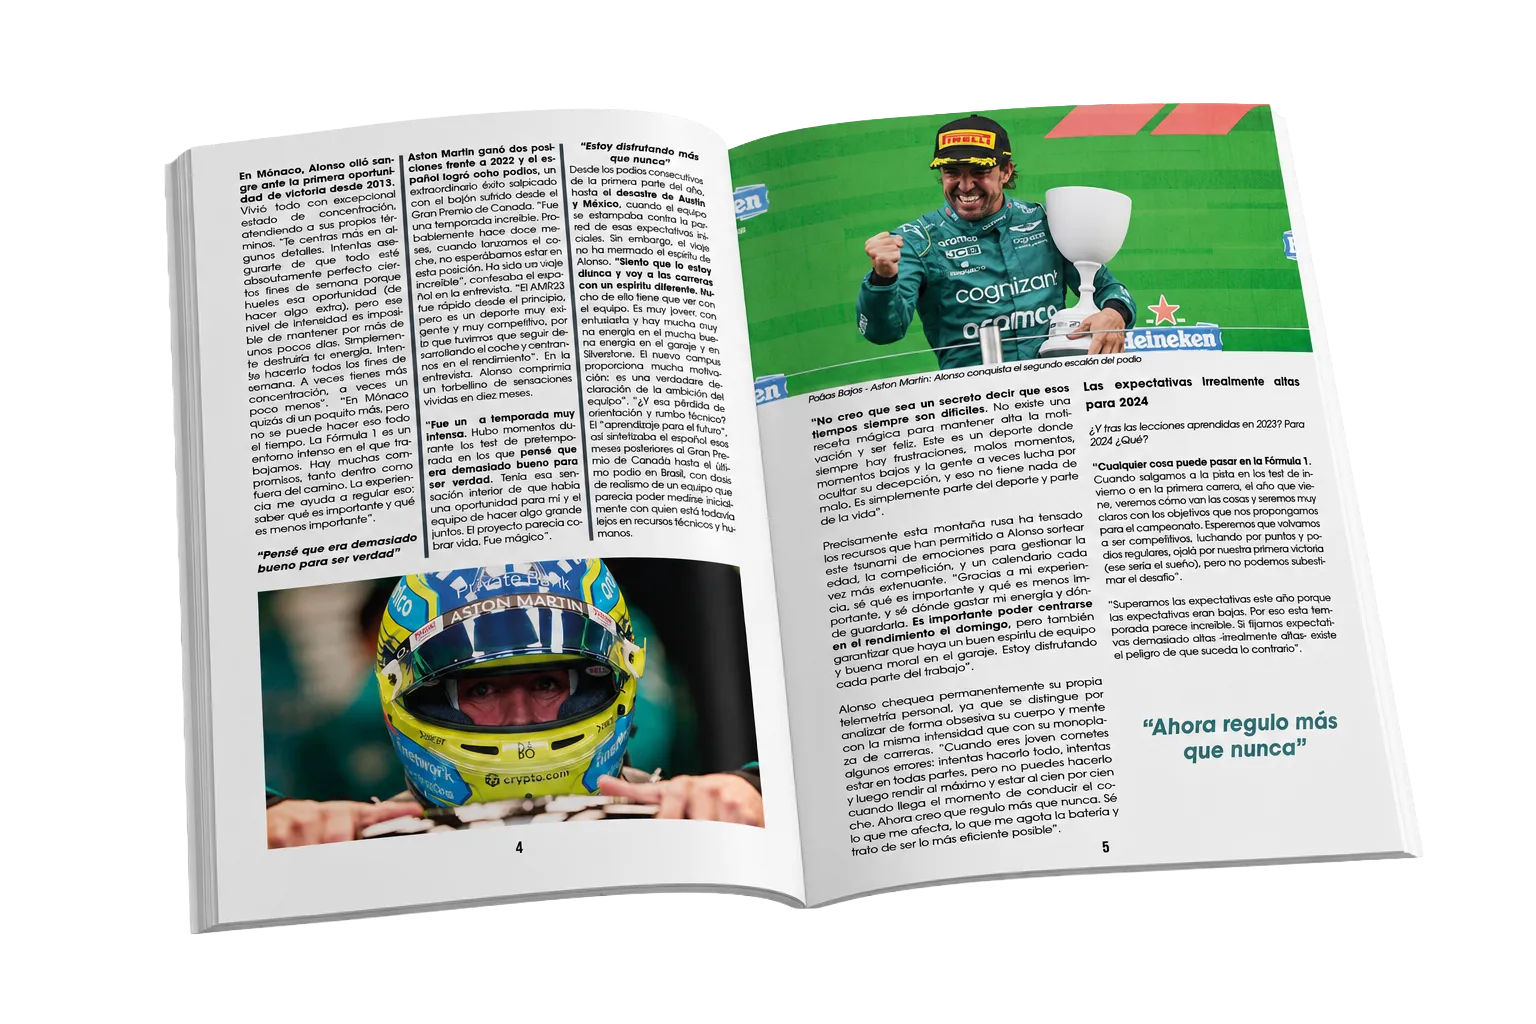 En Mónaco, Alonso olió san-
gre ante la primera oportuni-
dad de victoria desde 2013.
Vivió todo con excepcional
estado de concentración,
atendiendo a sus propios tér-
minos. “Te centras más en al-
gunos detalles. Intentas ase-
gurarte de que todo esté
absoutamente perfecto cier-
tos fines de semana porque
hueles esa oportunidad (de
hacer algo extra), pero ese
nivel de intensidad es imposi-
ble de mantener por más de
unos pocos días. Simplemen-
te destruiría tu energía. Inten-
hacerlo todos los fines de
semana. A veces tienes más
concentración, a veces un
poco menos”. “En Mónaco
quizás di un poquito más, pero
no se puede hacer eso todo
el tiempo. La Fórmula 1 es un
entorno intenso en el que tra-
bajamos. Hay muchas com-
promisos, tanto dentro como
fuera del camino. La experien-
cia me ayuda a regular eso:
saber qué es importante y qué
es menos importante”.
“Pensé que era demasiado
bueno para ser verdad”
Aston Martin ganó dos posi-
ciones frente a 2022 y el es-
pañol logró ocho podios, un
extraordinario éxito salpicado
con el bajón sufrido desde el
Gran Premio de Canada. “Fue
una temporada increíble. Pro-
bablemente hace doce me-
ses, cuando lanzamos el co-
che, no esperábamos estar en
esta posición. Ha sido un viaje
increíble”, confesaba el espa-
ñol en la entrevista. “El AMR23
fue rápido desde el principio,
pero es un deporte muy exi-
gente y muy competitivo, por
lo que tuvimos que seguir de-
sarrollando el coche y centran-
nos en el rendimiento”. En la
entrevista. Alonso comprimia
un torbellino de sensaciones
vividas en diez meses.
“Fue un a temporada muy
intensa. Hubo momentos du-
rante los test de pretempo-
rada en los que pensé que
era demasiado bueno para
ser verdad. Tenía esa sen-
sación interior de que había
una oportunidad para mí y el
equipo de hacer algo grande
juntos. El proyecto parecia co-
brar vida. Fue mágico”.
“Estoy disfrutando más
que nunca”
Desde los podios consecutivos
de la primera parte del año,
hasta el desastre de Austin
y México, cuando el equipo
se estampaba contra la pa-
red de esas expectativas ini-
ciales. Sin embargo, el viaje
no ha mermado el espíritu de
Alonso. “Siento que lo estoy
diunca y voy a las carreras
con un espíritu diferente. Nu-
cho de ello tiene que ver con
el equipo. Es muy joven, con
entusiasta y hay mucha muy
na energía en el mucha bue-
na energía en el garaje y en
Silverstone. El nuevo campus
proporciona mucha motiva-
ción: es una verdadare de-
claración de la ambición del
equipo”. “¿Y esa pérdida de
orientación y rumbo técnico?
El “aprendizaje para el futuro”,
así sintetizaba el español esos
meses posteriores al Gran Pre-
mio de Canadá hasta el últi-
mo podio en Brasil, con dosis
de realismo de un equipo que
parecía poder medirse inicial-
mente con quien está todavía
lejos en recursos técnicos y hu-
manos.
Private Bank
ASTON MARTIN
crypto.com
4
PIRELLI
aramco
JCB
cognizant
aramco
Heineken
en
en
Bajos - Aston Martin: Alonso conquista el segundo escalón del podio
“No creo que sea un secreto decir que esos
tiempos siempre son difíciles. No existe una
receta mágica para mantener alta la moti-
vación y ser feliz. Este es un deporte donde
siempre hay frustraciones, malos momentos,
momentos bajos y la gente a veces lucha por
ocultar su decepción, y eso no tiene nada de
malo. Es simplemente parte del deporte y parte
de la vida”.
Precisamente esta montaña rusa ha tensado
los recursos que han permitido a Alonso sortear
este tsunami de emociones para gestionar la
edad, la competición, y un calendario cada
vez más extenuante. “Gracias a mi experien-
cia, sé qué es importante y qué es menos im-
portante, y sé dónde gastar mi energía y dón-
de guardarla. Es importante poder centrarse
en el rendimiento el domingo, pero también
garantizar que haya un buen espíritu de equipo
y buena moral en el garaje. Estoy disfrutando
cada parte del trabajo”.
Alonso chequea permanentemente su propia
telemetría personal, ya que se distingue por
analizar de forma obsesiva su cuerpo y mente
con la misma intensidad que con su monopla-
za de carreras. “Cuando eres joven cometes
algunos errores: intentas hacorlo todo, intentas
estar en todas partes, pero no puedes hacerlo
y luego rendir al máximo y estar al cien por cien
cuando llega el momento de conducir el co-
che. Ahora creo que regulo más que nunca. Sé
lo que me afecta, lo que me agota la batería y
trato de ser lo más eficiente posible”.
Las expectativas irrealmente altas
para 2024
¿Y tras las lecciones aprendidas en 2023? Para
2024 ¿Qué?
“Cualquier cosa puede pasar en la Fórmula 1.
Cuando salgamos a la pista en los test de in-
vierno o en la primera carrera, el año que vie-
ne, veremos cómo van las cosas y seremos muy
claros con los objetivos que nos propongamos
para el campeonato. Esperemos que volvamos
a ser competitivos, luchando por puntos y po-
dios regulares, ojalá por nuestra primera victoria
(ese sería el sueño), pero no podemos subesti-
mar el desafio”.
“Superamos las expectativas este año porque
las expectativas eran bajas. Por eso esta tem-
porada parece increíble. Si fijamos expectati-
vas demasiado altas -irrealmente altas- existe
el peligro de que suceda lo contrario”.
“Ahora regulo más
que nunca”
5